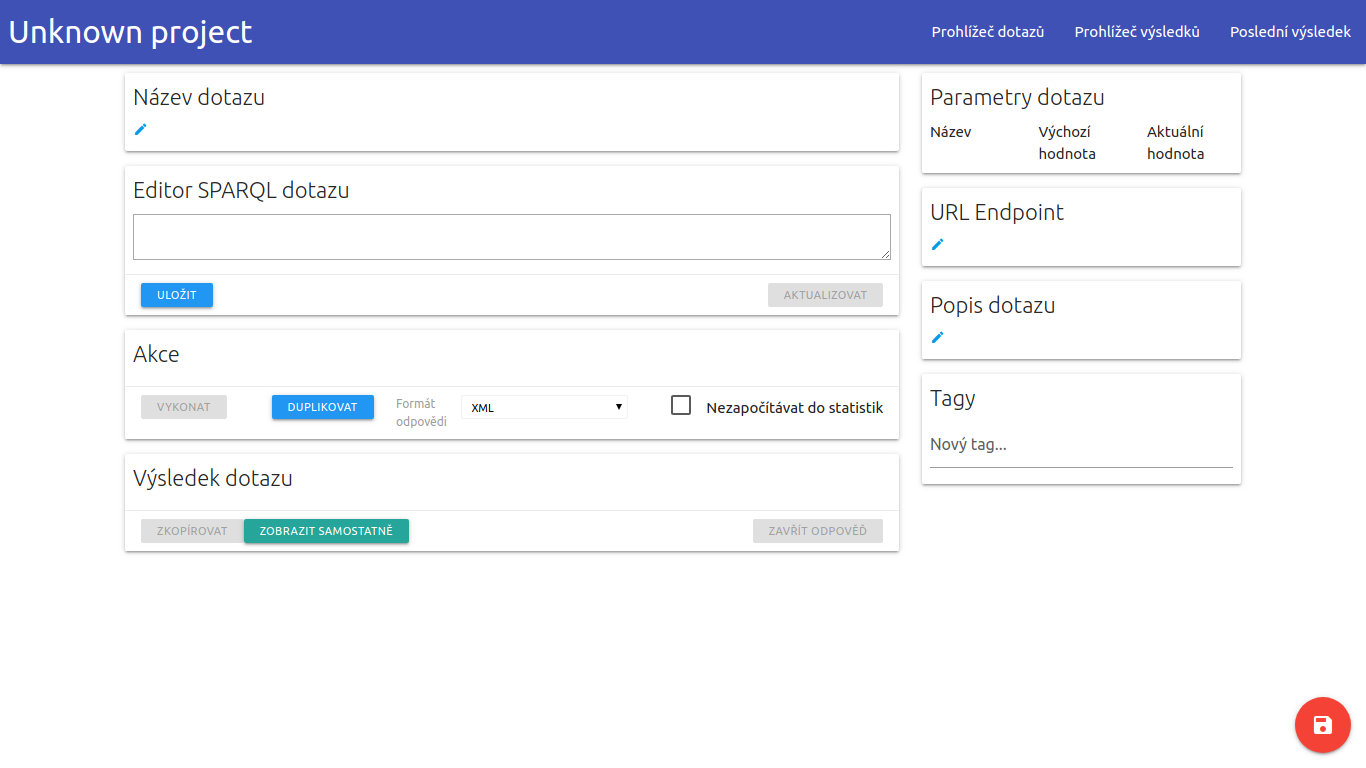 Unknown project
Prohlížeč dotazů
Prohlížeč výsledků
Poslední výsledek
Název dotazu
Editor SPARQL dotazu
ULOŽIT
AKTUALIZOVAT
Akce
VYKONAT
DUPLIKOVAT
Formát
odpovědi
XML
Nezapočítávat do statistik
Výsledek dotazu
ZKOPÍROVAT
ZOBRAZIT SAMOSTATNĚ
ZAVŘÍT ODPOVĚĎ
Parametry dotazu
Název
Výchozí
hodnota
Aktuální
hodnota
URL Endpoint
Popis dotazu
Tagy
Nový tag...